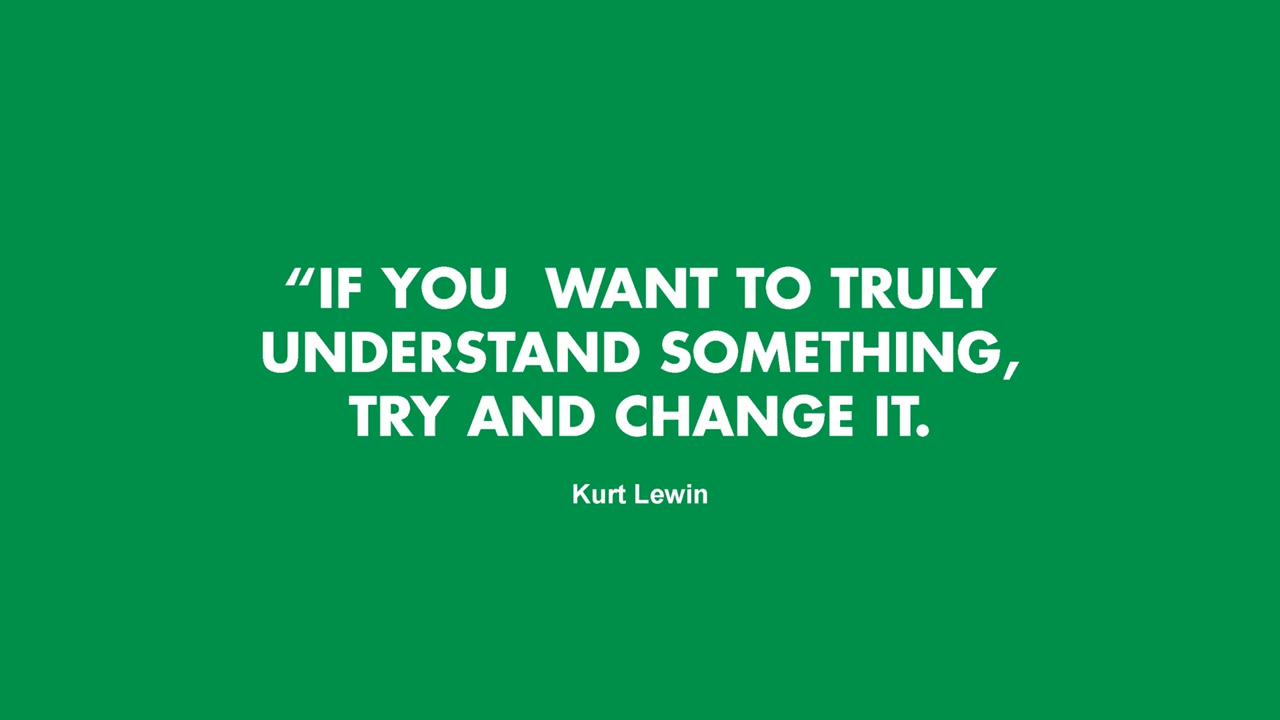 “IF YOU  WANT TO TRULY
UNDERSTAND SOMETHING,
TRY AND CHANGE IT.
Kurt Lewin